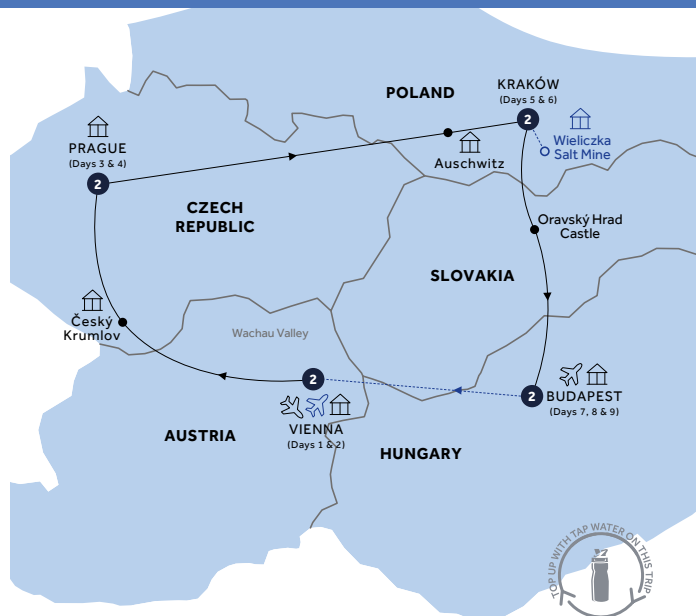 POLAND
KRAKÓW
(Days 5 & 6)
2
Wieliczka
Salt Mine
PRAGUE
(Days 3 & 4)
2
Auschwitz
CZECH
REPUBLIC
Oravský Hrad
Castle
SLOVAKIA
Český
Krumlov
Wachau Valley
2
VIENNA
(Days 1 & 2)
2
BUDAPEST
(Days 7, 8 & 9)
AUSTRIA
HUNGARY
TOP UP WITH TAP WATER ON THIS TRIP